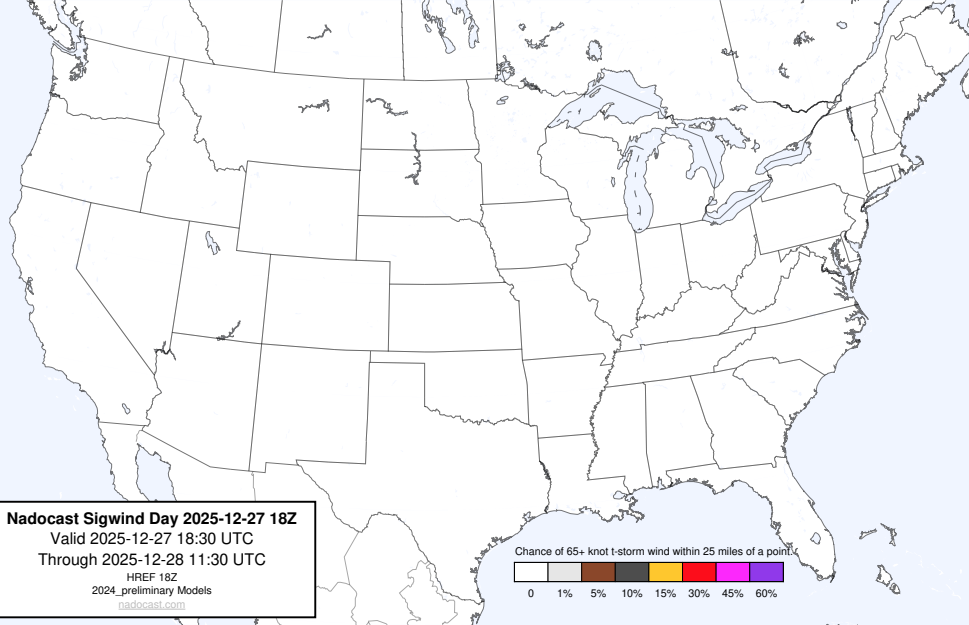 Nadocast Sigwind Day 2025-12-27 18Z
Valid 2025-12-27 18:30 UTC
Through 2025-12-28 11:30 UTC
HREF 18Z
2024_preliminary Models
nadocast.com
Chance of 65+ knot t-storm wind within 25 miles of a point.
0 1% 5% 10% 15% 30% 45% 60%